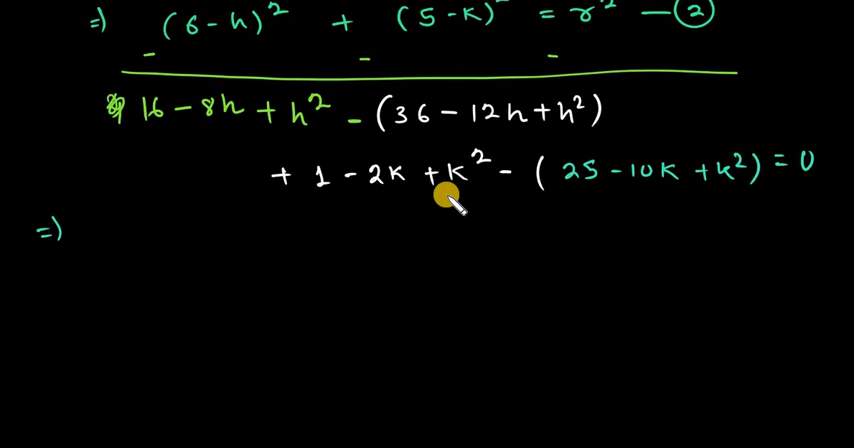 =) (6 - h)² + (5 - k)² = r² — ②
- - -
16 - 8h + h² - (36 - 12h + h²)
+ 1 - 2k + k² - (25 - 10k + k²) = 0
=)